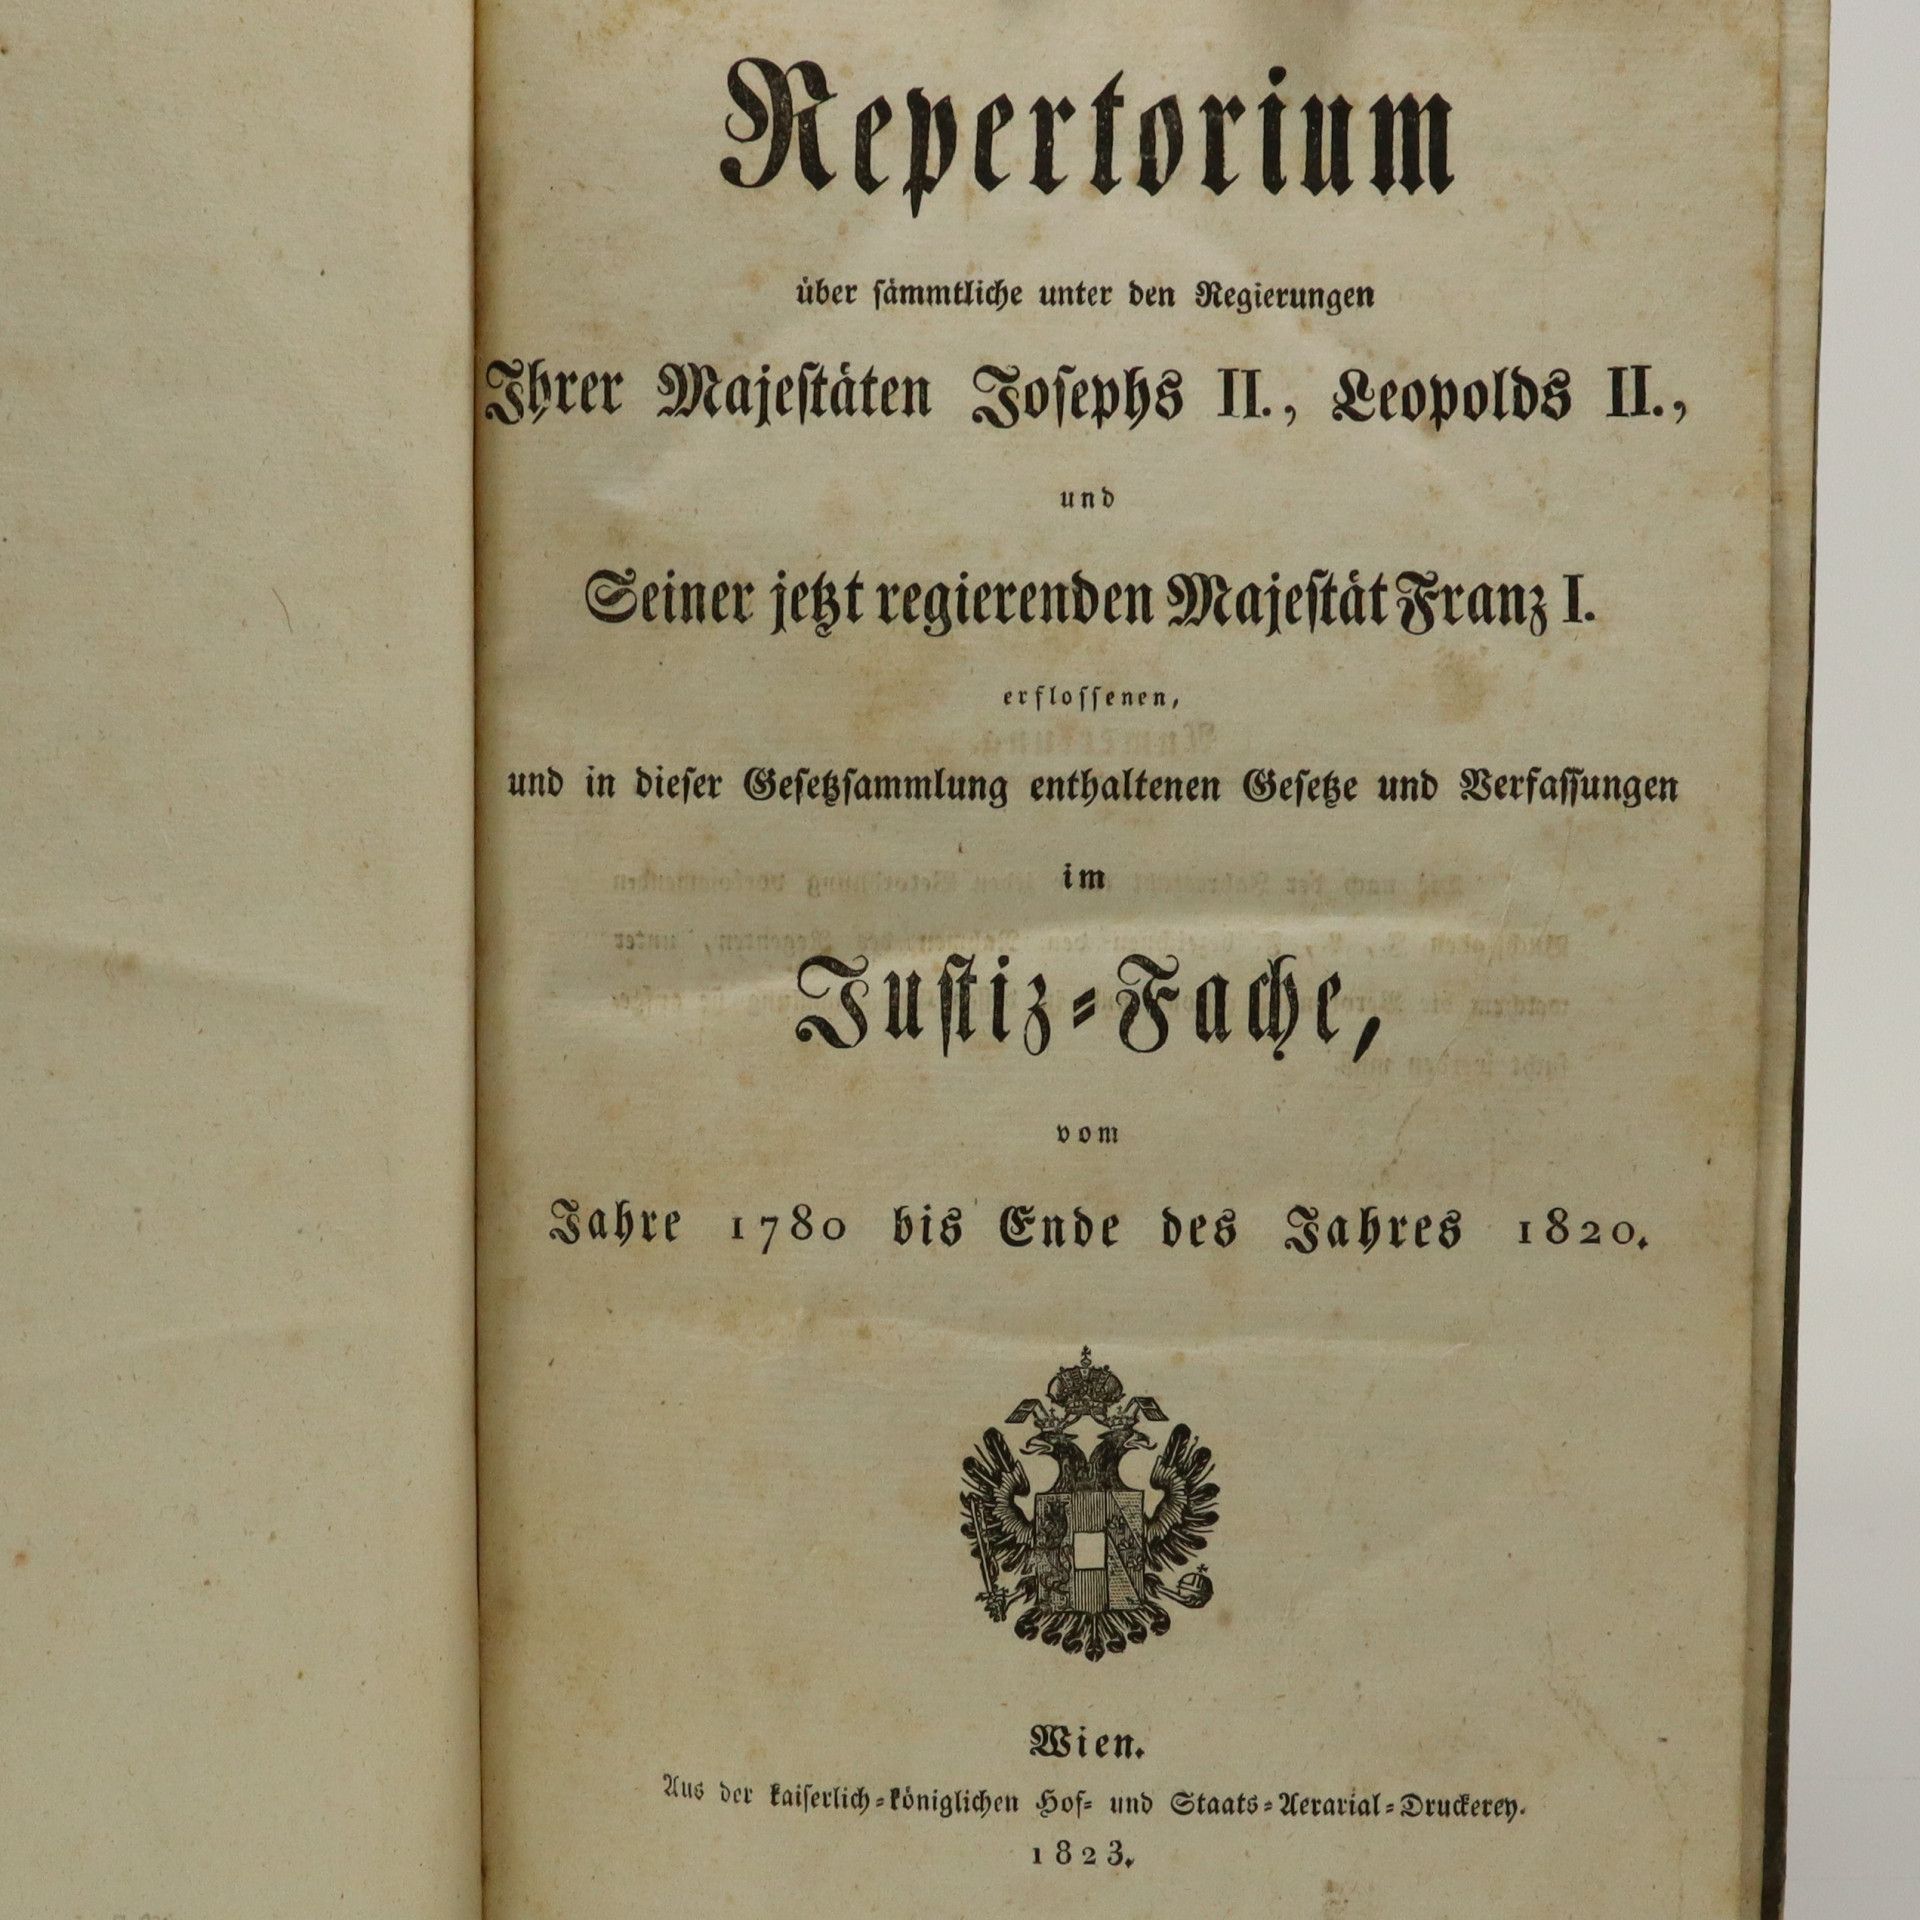 Repertorium
über ſämmtliche unter den Regierungen
Ihrer Majeſtäten Joſephs II., Leopolds II.,
und
Seiner jetzt regierenden Majeſtät Franz I.
erfloſſenen,
und in dieſer Geſetzſammlung enthaltenen Geſetze und Verfaſſungen
im
Juſtiz=Fache,
vom
Jahre 1780 bis Ende des Jahres 1820.
Wien.
Aus der kaiſerlich=königlichen Hof= und Staats=Aerarial=Druckerey.
1823.